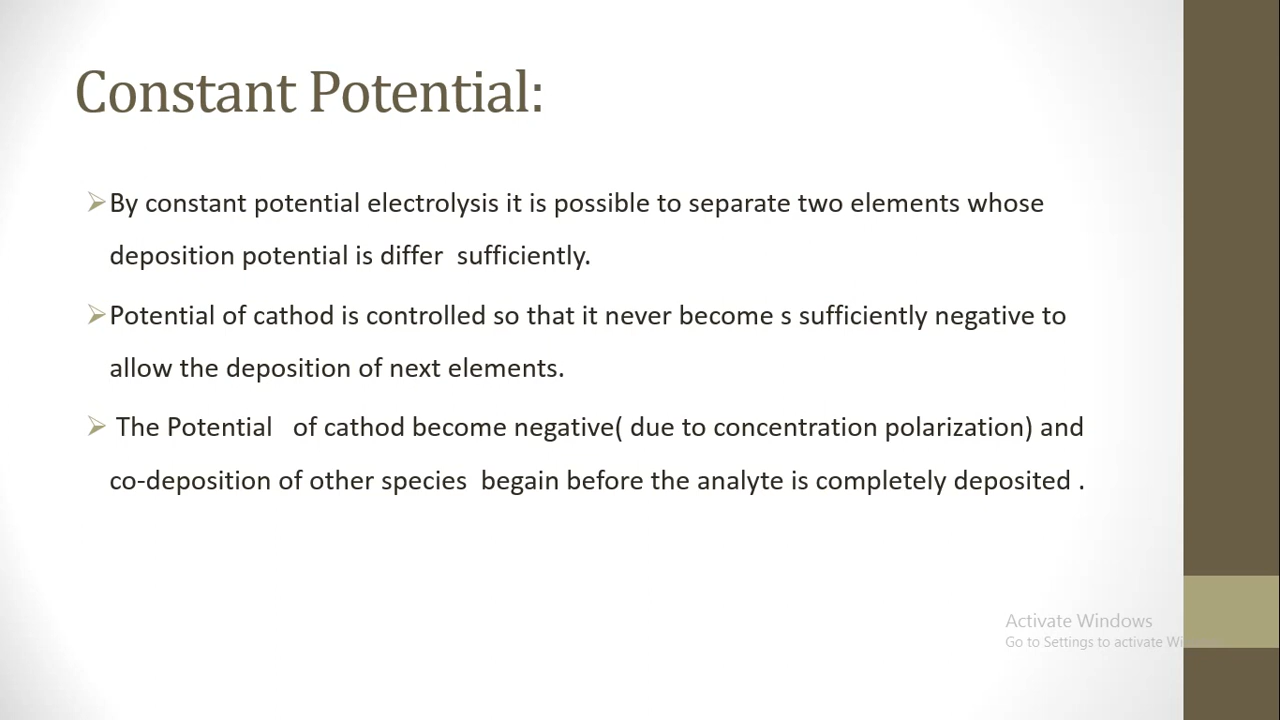 Constant Potential:
By constant potential electrolysis it is possible to separate two elements whose
deposition potential is differ  sufficiently.
Potential of cathod is controlled so that it never become s sufficiently negative to
allow the deposition of next elements.
The Potential   of cathod become negative( due to concentration polarization) and
co-deposition of other species  begain before the analyte is completely deposited .
Activate Windows
Go to Settings to activate